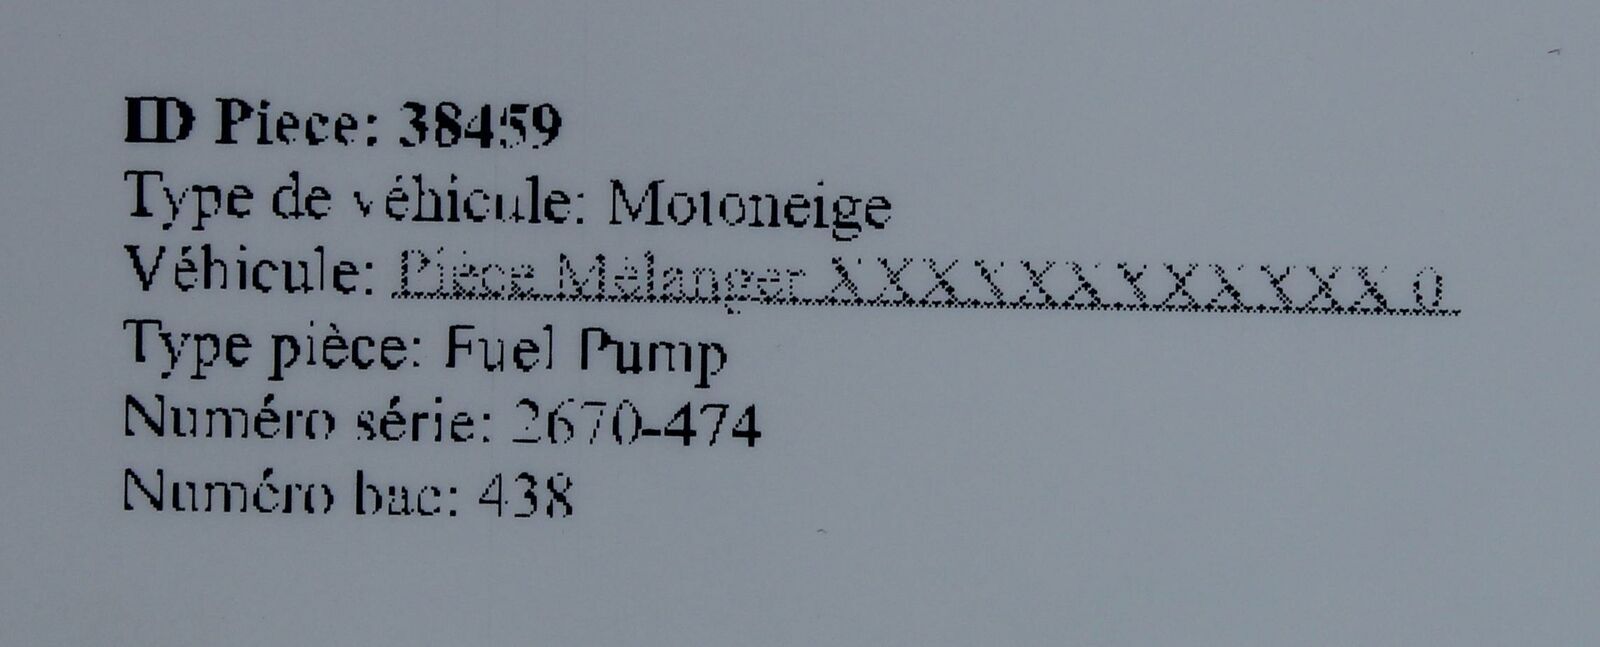 ID Piece: 38459
Type de véhicule: Motoneige
Véhicule: Pièce Mélanger XXXXXXXXXXXX 0
Type pièce: Fuel Pump
Numéro série: 2670-474
Numéro bac: 438